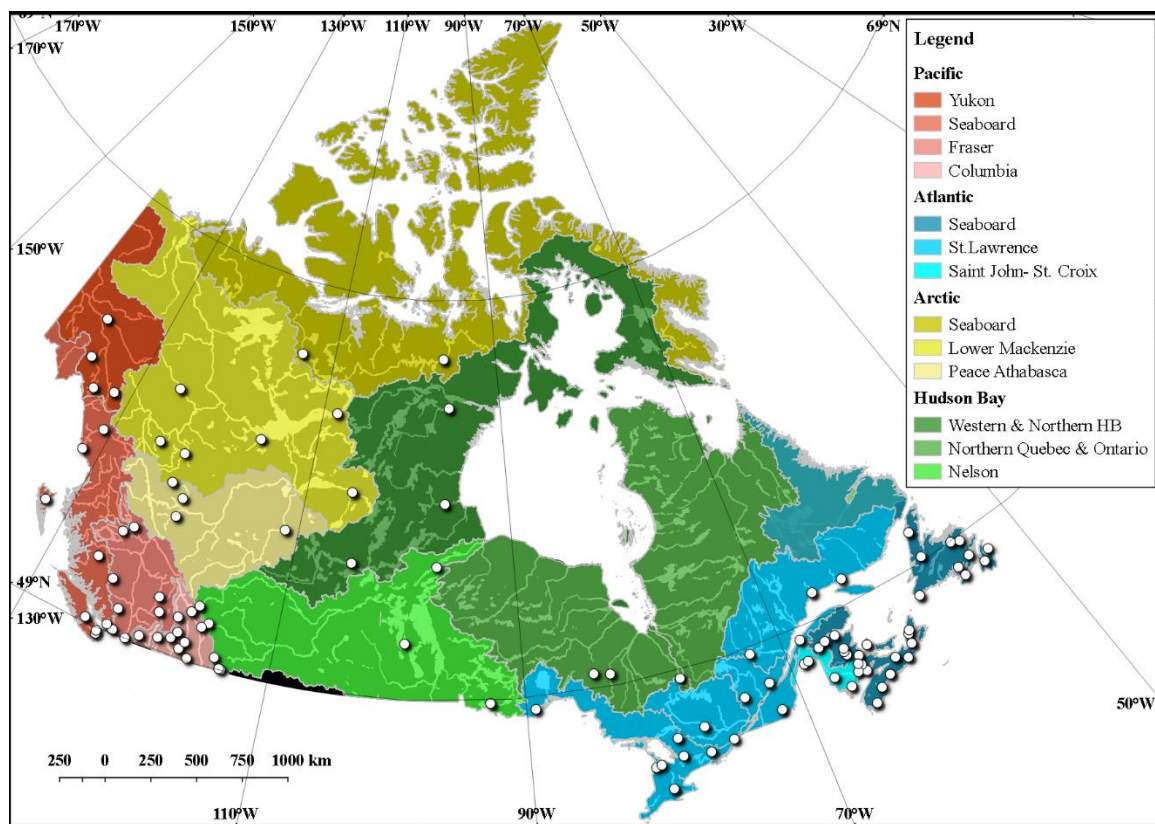 69°N 170°W 150°W 130°W 110°W 90°W 70°W 50°W 30°W 69°N
170°W
Legend
Pacific
Yukon
Seaboard
Fraser
Columbia
Atlantic
Seaboard
St.Lawrence
Saint John- St. Croix
Arctic
Seaboard
Lower Mackenzie
Peace Athabasca
Hudson Bay
Western & Northern HB
Northern Quebec & Ontario
Nelson
150°W
49°N
130°W
50°W
250 0 250 500 750 1000 km
110°W 90°W 70°W